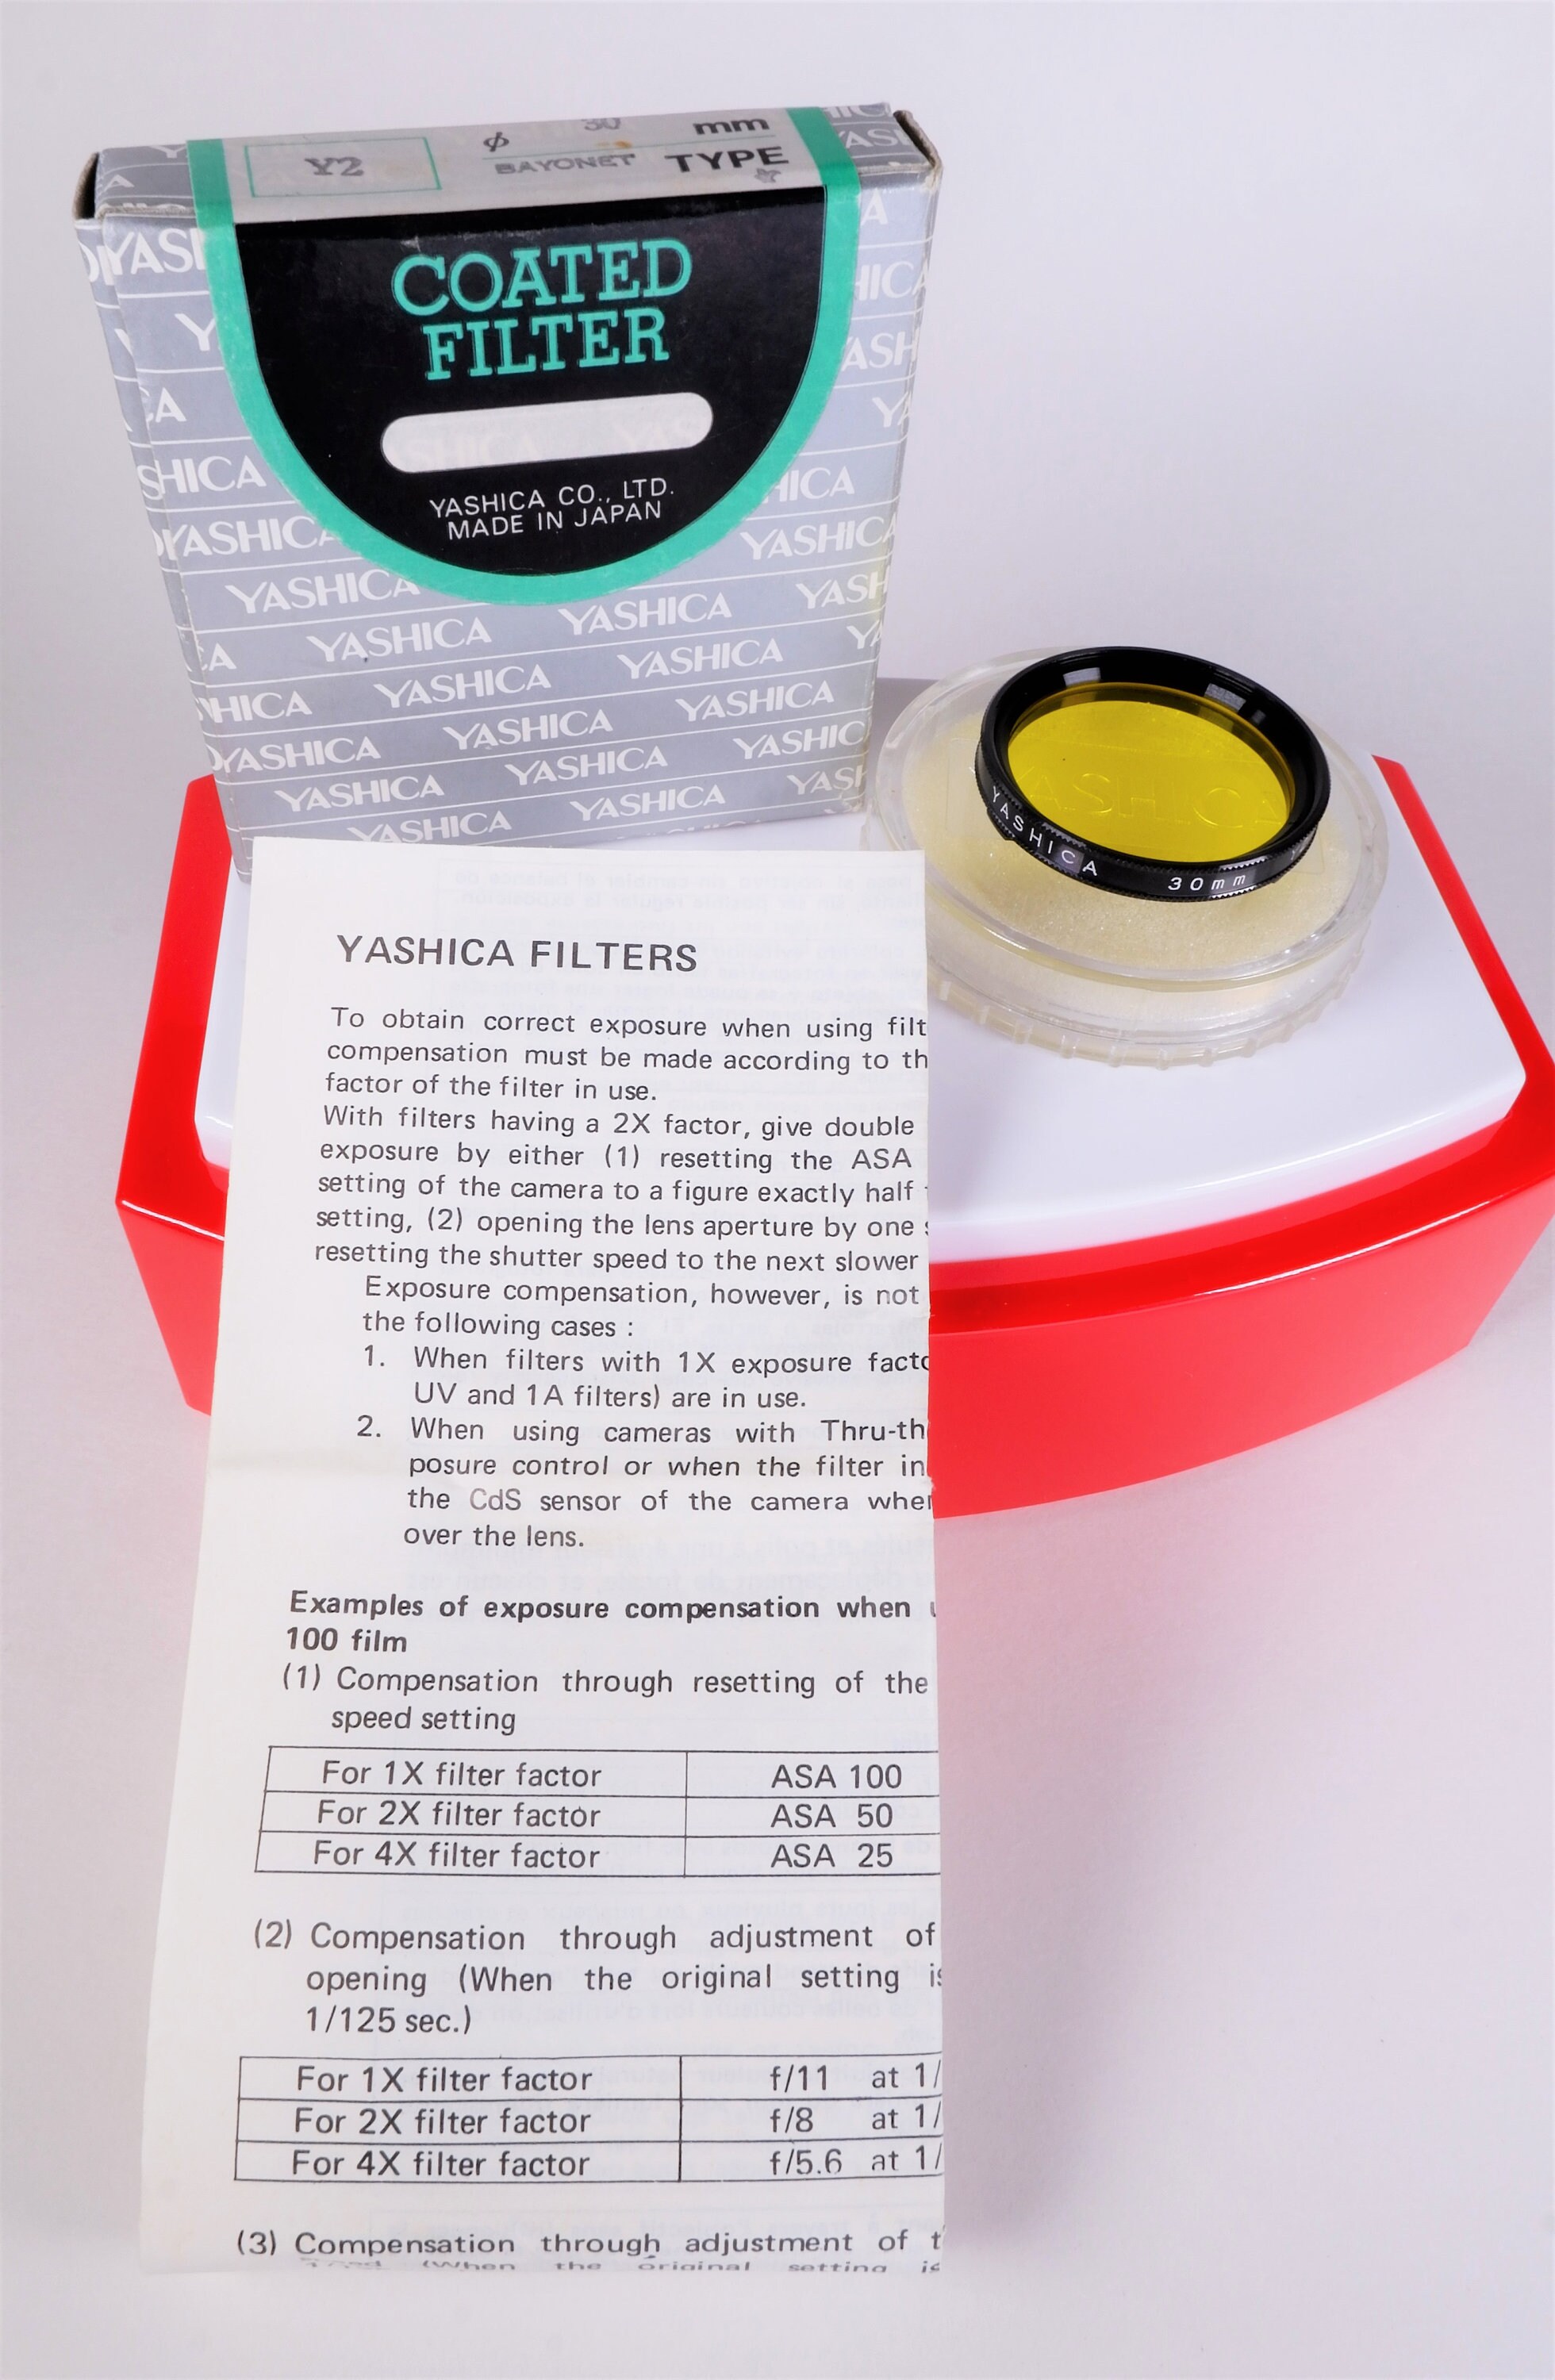 Y2
ϕ 30 mm
BAYONET TYPE
COATED
FILTER
YASHICA CO., LTD.
MADE IN JAPAN
YASHICA
YASHICA YASHICA
YASHICA YASHICA
YASHICA YASHICA YASHICA
YASHICA YASHICA
YASHICA YASHICA
YASHICA
YASHICA
YASHICA 30mm
YASHICA FILTERS
To obtain correct exposure when using filt
compensation must be made according to th
factor of the filter in use.
With filters having a 2X factor, give double
exposure by either (1) resetting the ASA
setting of the camera to a figure exactly half
setting, (2) opening the lens aperture by one
resetting the shutter speed to the next slower
Exposure compensation, however, is not
the following cases :
1. When filters with 1X exposure facto
UV and 1A filters) are in use.
2. When using cameras with Thru-th
posure control or when the filter in
the CdS sensor of the camera when
over the lens.
Examples of exposure compensation when u
100 film
(1) Compensation through resetting of the
speed setting
For 1X filter factor ASA 100
For 2X filter factor ASA 50
For 4X filter factor ASA 25
(2) Compensation through adjustment of
opening (When the original setting is
1/125 sec.)
For 1X filter factor f/11 at 1/
For 2X filter factor f/8 at 1/
For 4X filter factor f/5.6 at 1/
(3) Compensation through adjustment of t
(When the original setting is